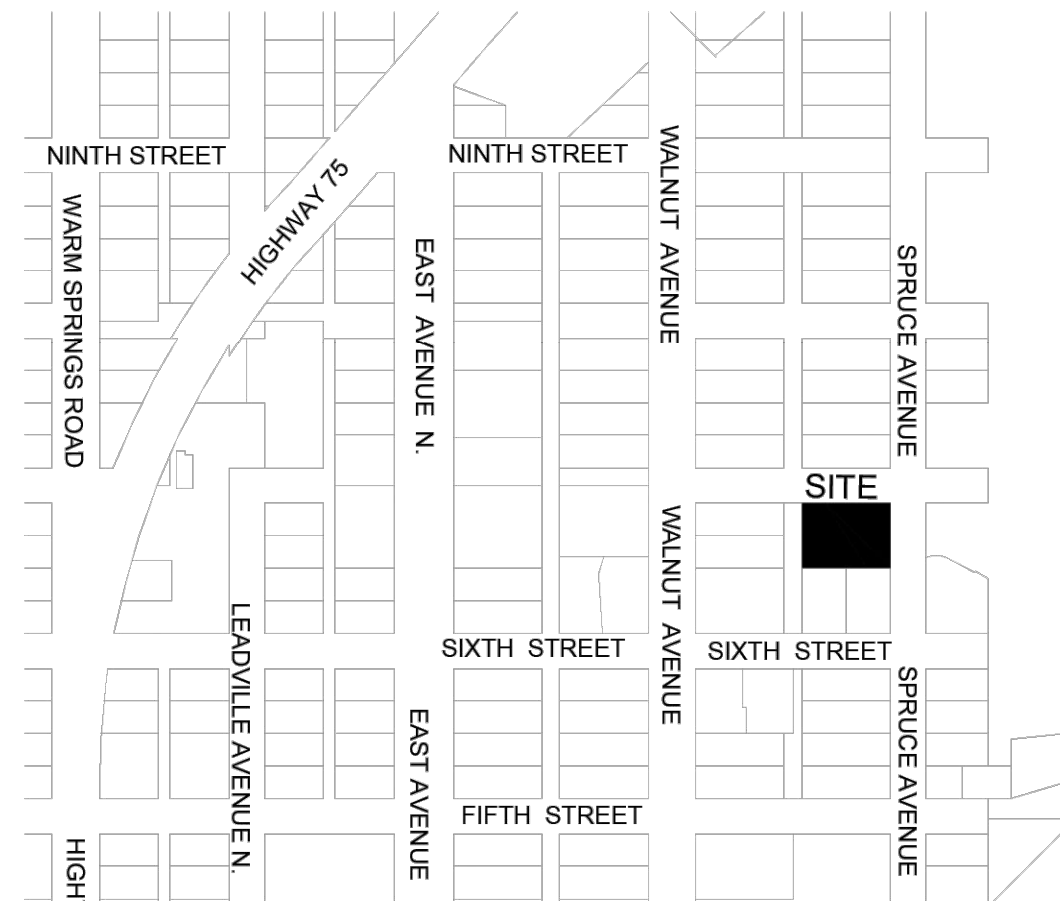 NINTH STREET
NINTH STREET
WALNUT AVENUE
HIGHWAY 75
WARM SPRINGS ROAD
EAST AVENUE N.
SPRUCE AVENUE
SITE
WALNUT AVENUE
LEADVILLE AVENUE N.
SIXTH STREET
SIXTH STREET
SPRUCE AVENUE
EAST AVENUE
FIFTH STREET